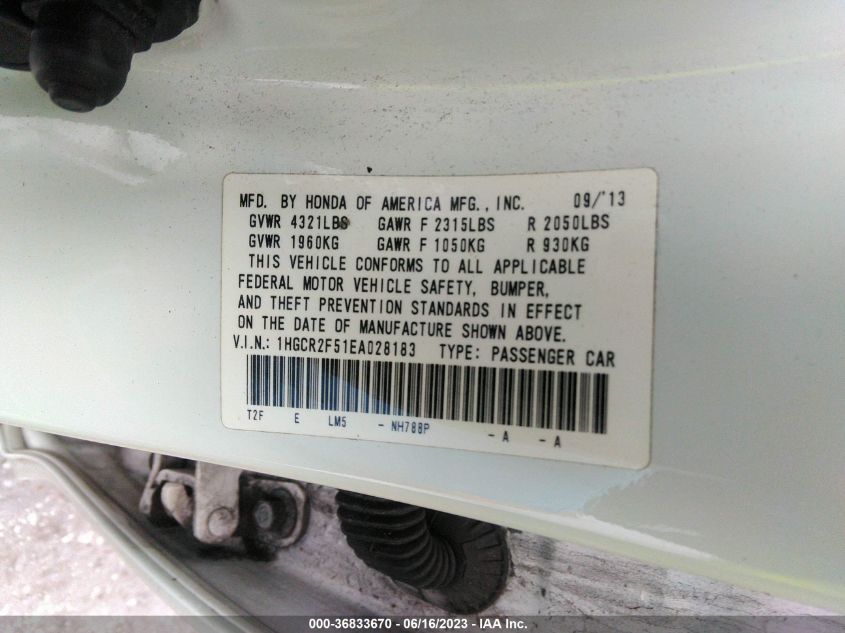 MFD. BY HONDA OF AMERICA MFG., INC. 09/'13
GVWR 4321LBS GAWR F 2315LBS R 2050LBS
GVWR 1960KG GAWR F 1050KG R 930KG
THIS VEHICLE CONFORMS TO ALL APPLICABLE
FEDERAL MOTOR VEHICLE SAFETY, BUMPER,
AND THEFT PREVENTION STANDARDS IN EFFECT
ON THE DATE OF MANUFACTURE SHOWN ABOVE.
V.I.N.: 1HGCR2F51EA028183 TYPE: PASSENGER CAR
T2F E LM5 - NH788P - A - A
000-36833670 - 06/16/2023 - IAA Inc.